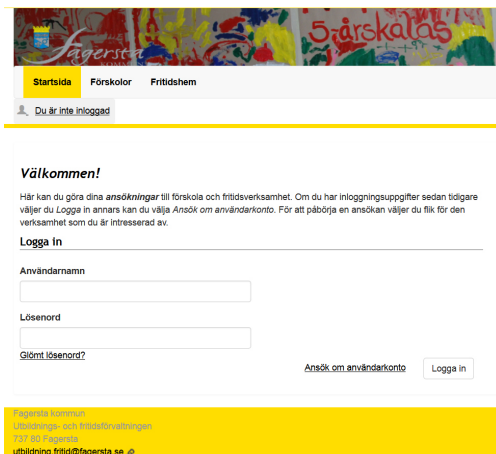 5-årskalas
Fagersta
KOMMUN
Startsida Förskolor Fritidshem
Du är inte inloggad
Välkommen!
Här kan du göra dina ansökningar till förskola och fritidsverksamhet. Om du har inloggningsuppgifter sedan tidigare
väljer du Logga in annars kan du välja Ansök om användarkonto. För att påbörja en ansökan väljer du flik för den
verksamhet som du är intresserad av.
Logga in
Användarnamn
Lösenord
Glömt lösenord?
Ansök om användarkonto Logga in
Fagersta kommun
Utbildnings- och fritidsförvaltningen
737 80 Fagersta
utbildning.fritid@fagersta.se